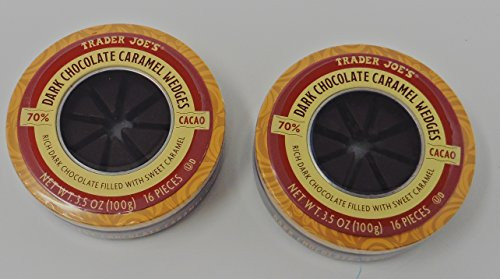 TRADER JOE'S
DARK CHOCOLATE CARAMEL WEDGES
70%
CACAO
RICH DARK CHOCOLATE FILLED WITH SWEET CARAMEL
NET WT. 3.5 OZ (100g) 16 PIECES UD
TRADER JOE'S
DARK CHOCOLATE CARAMEL WEDGES
70%
CACAO
RICH DARK CHOCOLATE FILLED WITH SWEET CARAMEL
NET WT. 3.5 OZ (100g) 16 PIECES UD